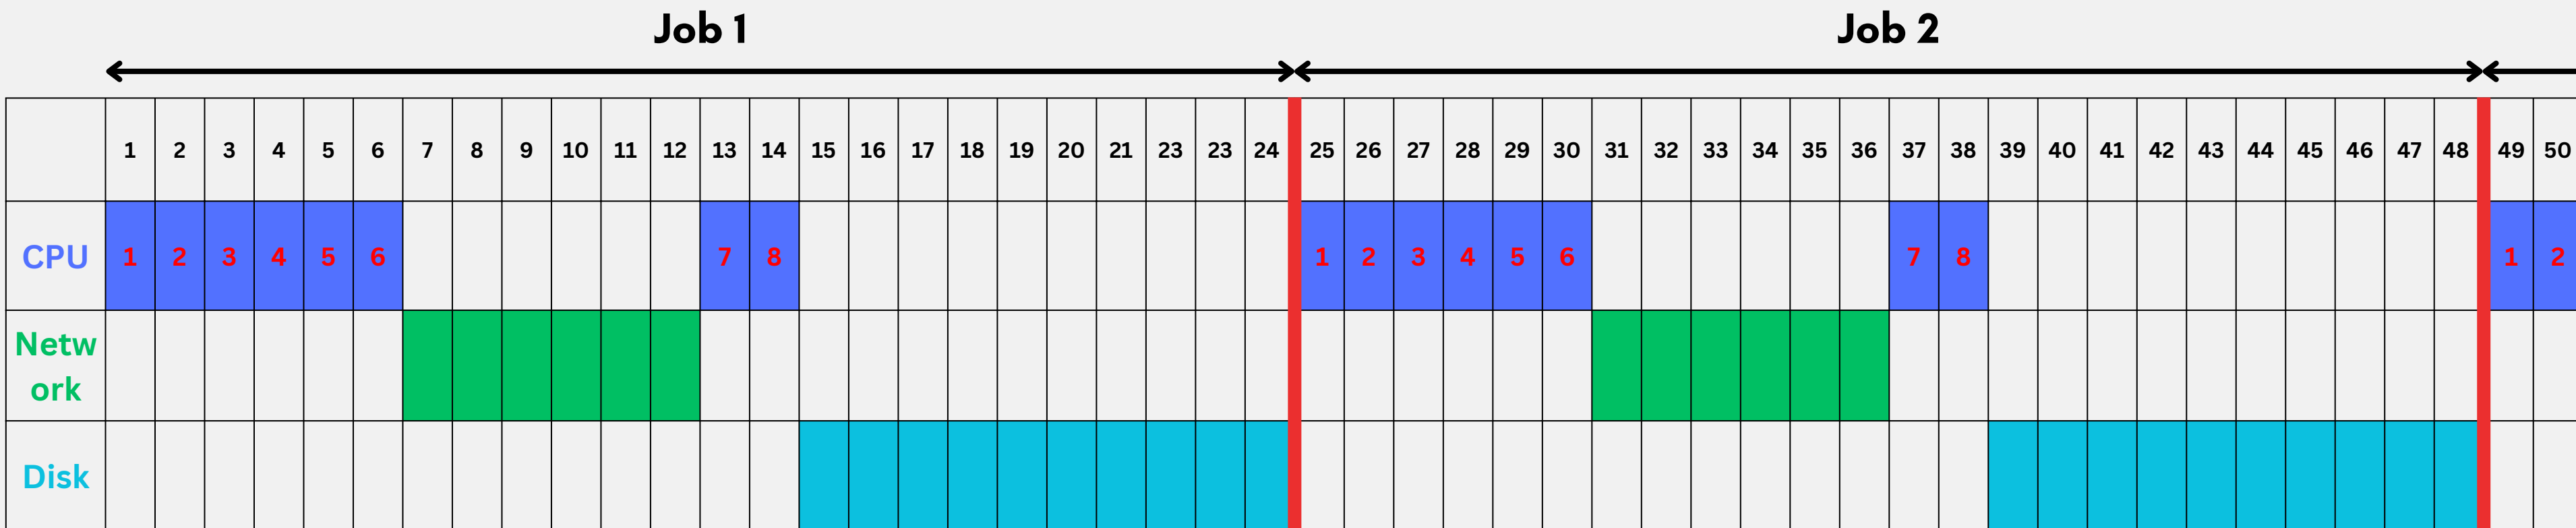 Job 1 Job 2
1 2 3 4 5 6 7 8 9 10 11 12 13 14 15 16 17 18 19 20 21 23 23 24 25 26 27 28 29 30 31 32 33 34 35 36 37 38 39 40 41 42 43 44 45 46 47 48 49 50
CPU 1 2 3 4 5 6 7 8 1 2 3 4 5 6 7 8 1 2
Netw
ork
Disk